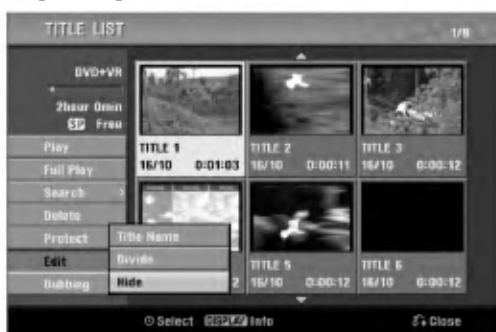 TITLE LIST
1/9
DVD+VR
2hour 0min
SP Free
Play
Full Play
Search
Delete
Protect
Edit
Dubbing
Title Name
Divide
Hide
TITLE 1
16/10 0:01:03
TITLE 2
16/10 0:00:11
TITLE 3
16/10 0:00:12
2
TITLE 5
16/10 0:00:12
TITLE 6
16/10 0:00:12
Select DISPLAY Info
Close